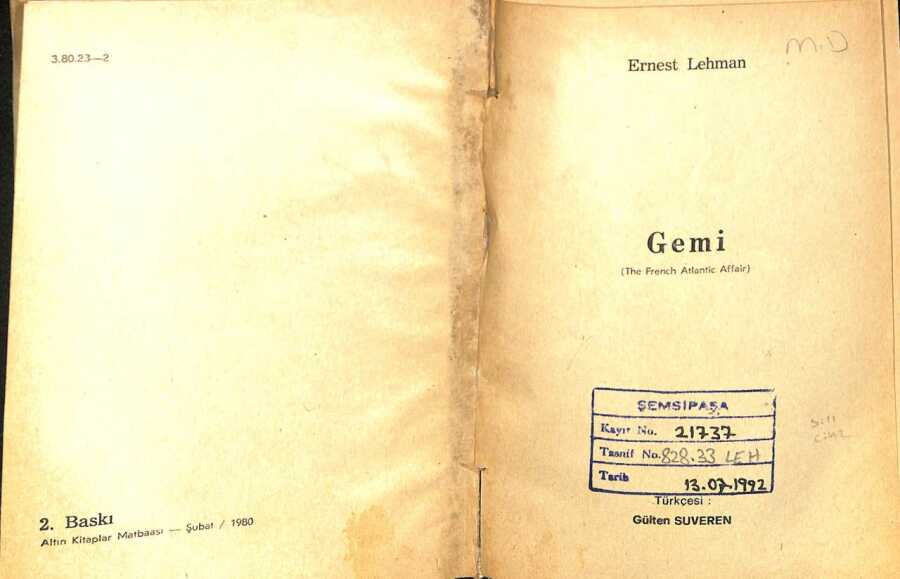 3.80.23—2
2. Baskı
Altın Kitaplar Matbaası — Şubat / 1980
M.D
Ernest Lehman
Gemi
(The French Atlantic Affair)
ŞEMSİPAŞA
Kayıt No. 21737
Tasnif No. 828.33 LEH
Tarih 13.07.1992
Türkçesi :
Gülten SUVEREN